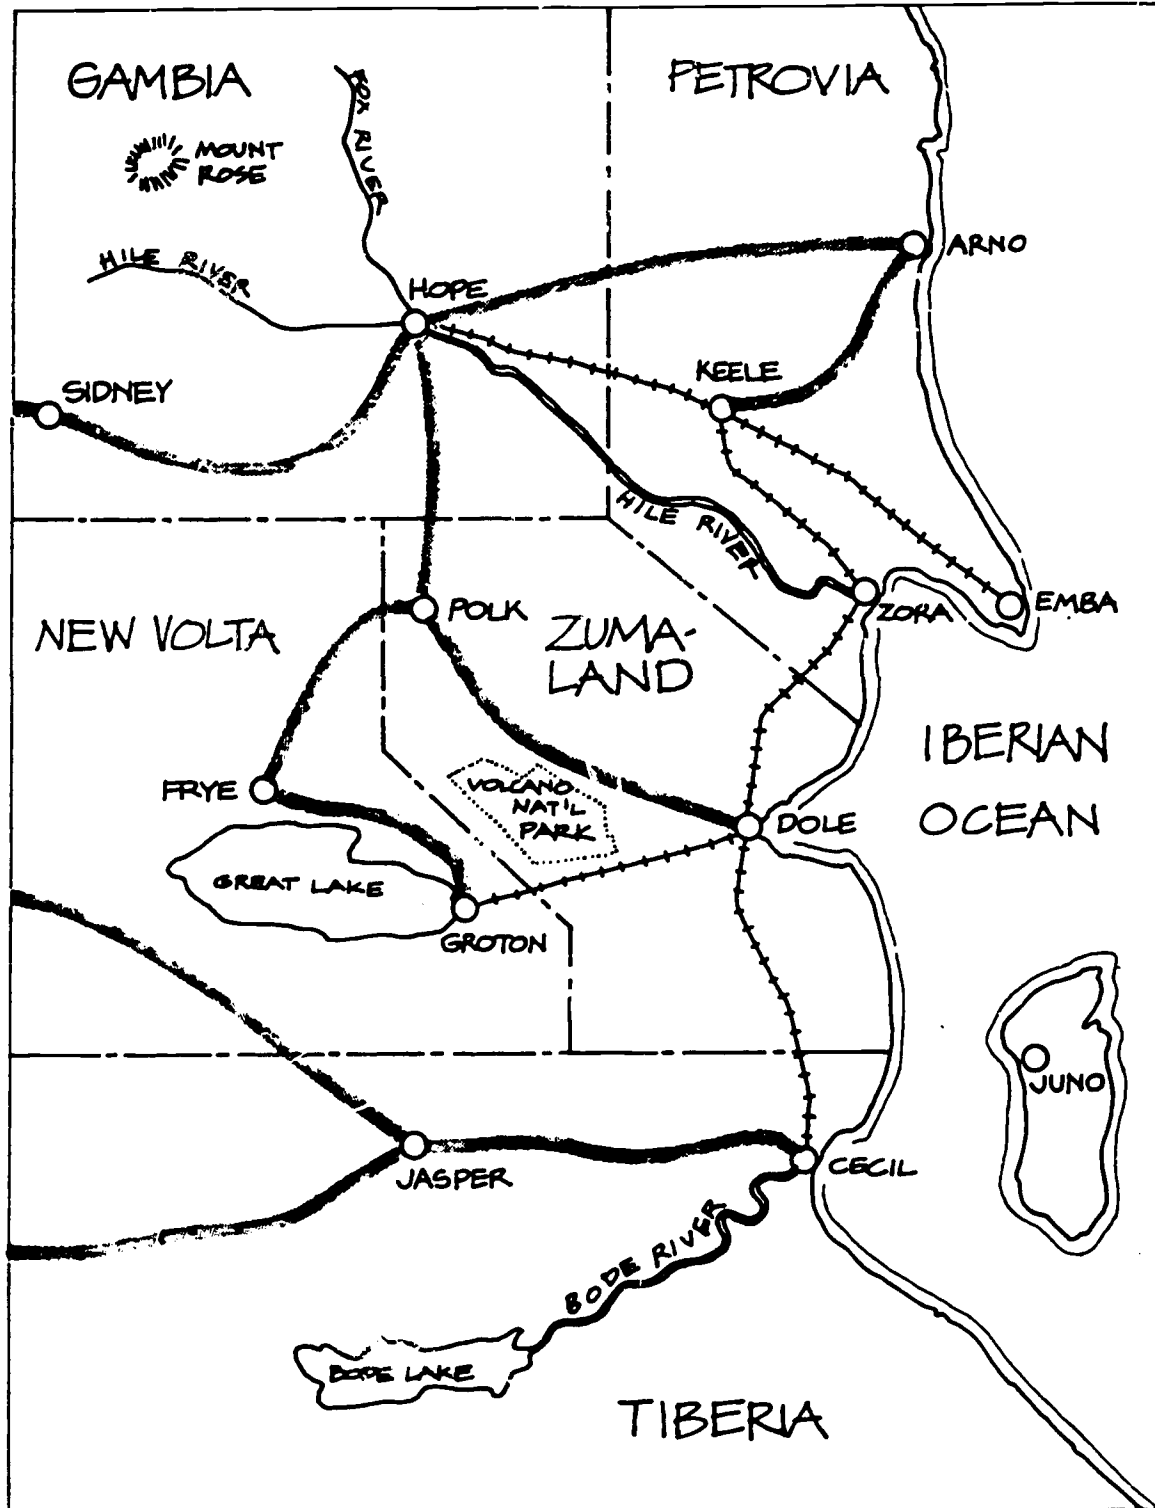 GAMBIA
PETROVIA
FOX RIVER
MOUNT
ROSE
HILE RIVER
ARNO
HOPE
KEELE
SIDNEY
HILE RIVER
ZORA
EMBA
POLK
NEW VOLTA
ZUMA-
LAND
IBERIAN
OCEAN
FRYE
VOLCANO
NAT'L
PARK
DOLE
GREAT LAKE
GROTON
JUNO
JASPER
CECIL
BODE RIVER
BODE LAKE
TIBERIA